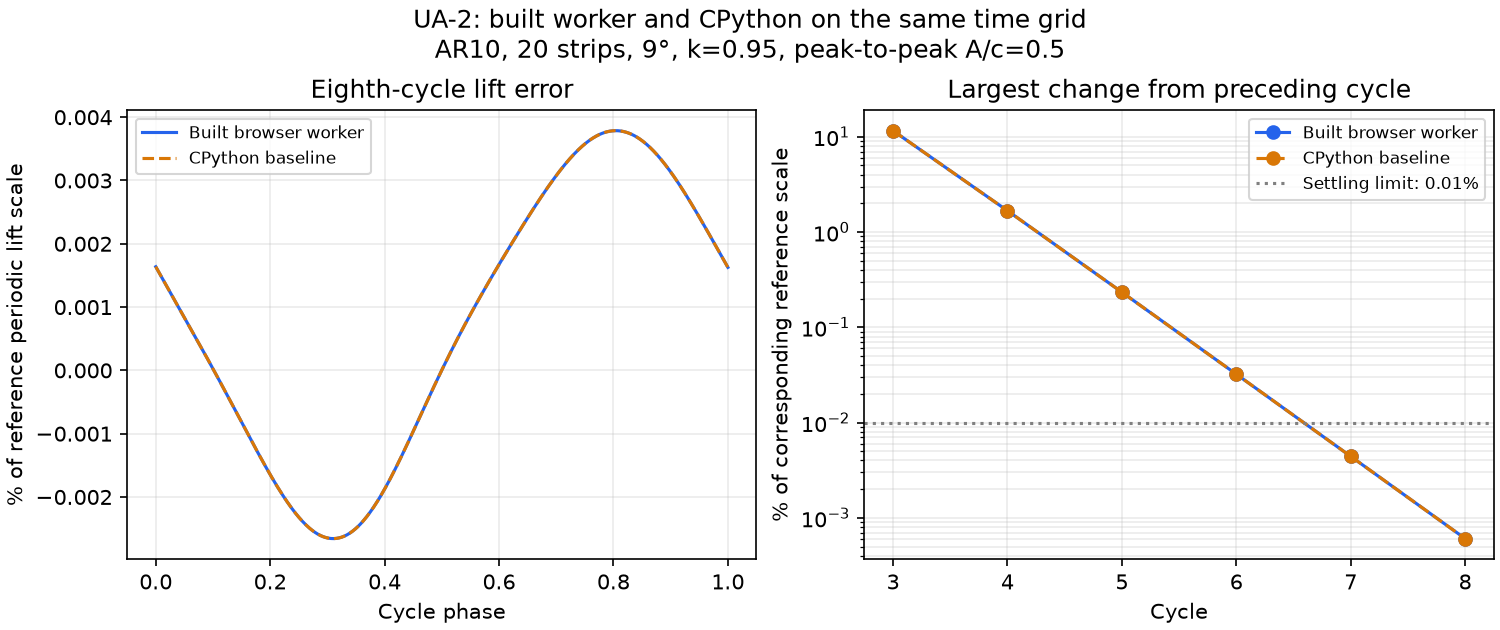 UA-2: built worker and CPython on the same time grid
AR10, 20 strips, 9°, k=0.95, peak-to-peak A/c=0.5
Eighth-cycle lift error
% of reference periodic lift scale
0.004
0.003
0.002
0.001
0.000
−0.001
−0.002
Built browser worker
CPython baseline
0.0 0.2 0.4 0.6 0.8 1.0
Cycle phase
Largest change from preceding cycle
% of corresponding reference scale
10¹
10⁰
10⁻¹
10⁻²
10⁻³
Built browser worker
CPython baseline
Settling limit: 0.01%
3 4 5 6 7 8
Cycle